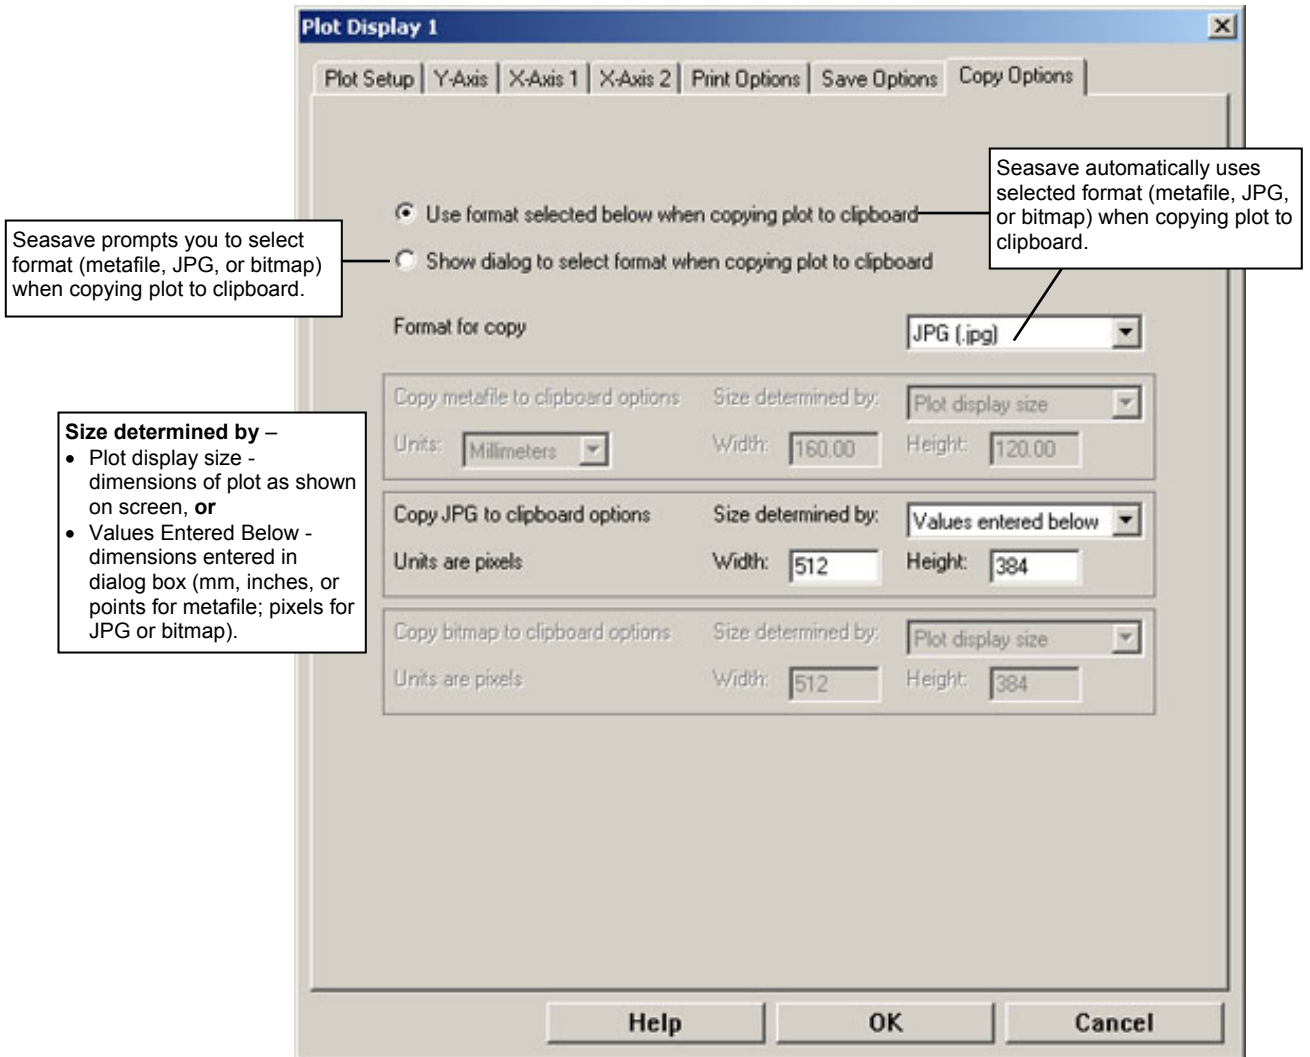 Plot Display 1
Plot Setup Y-Axis X-Axis 1 X-Axis 2 Print Options Save Options Copy Options
Seasave automatically uses
selected format (metafile, JPG,
or bitmap) when copying plot to
clipboard.
Use format selected below when copying plot to clipboard
Seasave prompts you to select
format (metafile, JPG, or bitmap)
when copying plot to clipboard.
Show dialog to select format when copying plot to clipboard
Format for copy JPG (.jpg)
Copy metafile to clipboard options Size determined by: Plot display size
Units: Millimeters Width: 160.00 Height: 120.00
Size determined by –
• Plot display size -
dimensions of plot as shown
on screen, or
• Values Entered Below -
dimensions entered in
dialog box (mm, inches, or
points for metafile; pixels for
JPG or bitmap).
Copy JPG to clipboard options Size determined by: Values entered below
Units are pixels Width: 512 Height: 384
Copy bitmap to clipboard options Size determined by: Plot display size
Units are pixels Width: 512 Height: 384
Help OK Cancel